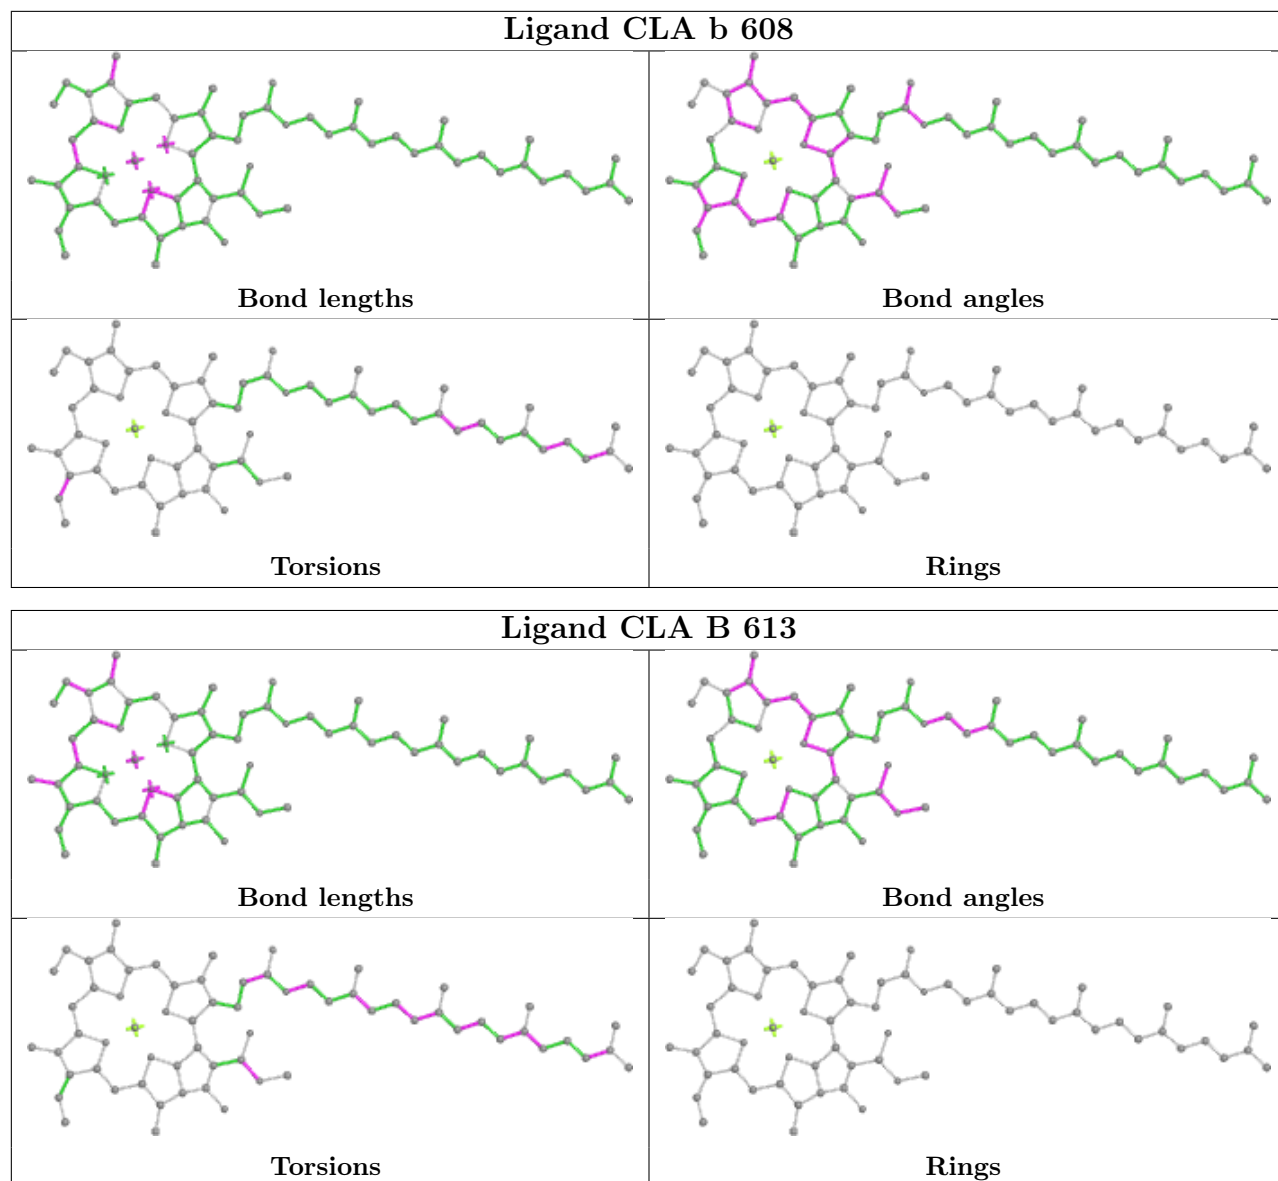 Ligand CLA b 608
Bond lengths
Bond angles
Torsions
Rings
Ligand CLA B 613
Bond lengths
Bond angles
Torsions
Rings